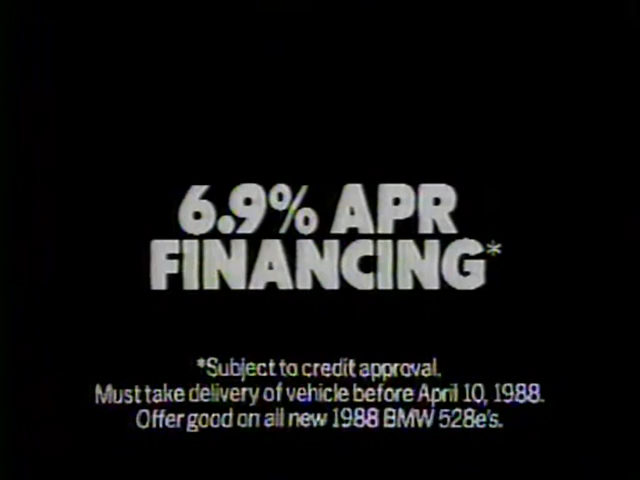 6.9% APR
FINANCING*
*Subject to credit approval.
Must take delivery of vehicle before April 10, 1988.
Offer good on all new 1988 BMW 528e's.